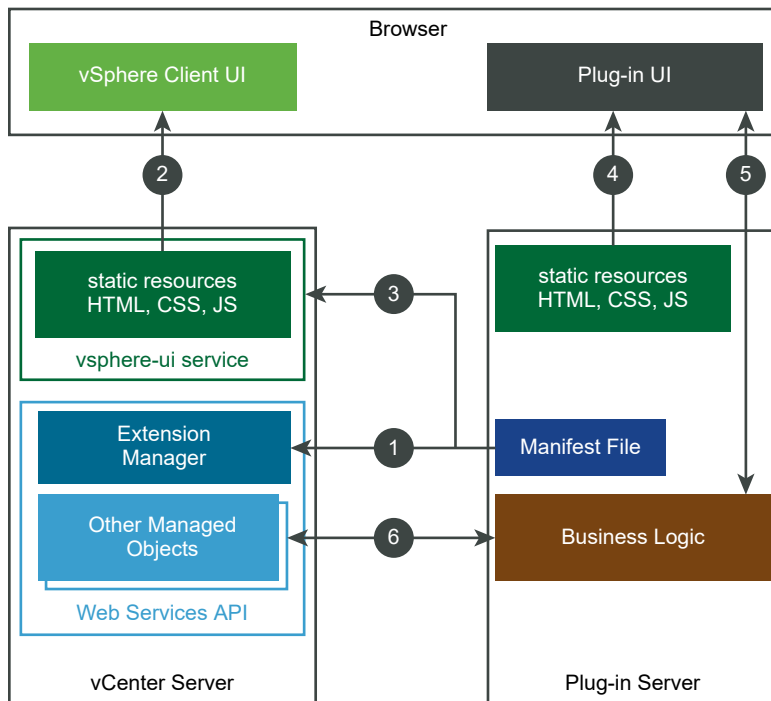 Browser
vSphere Client UI
Plug-in UI
2
4
5
static resources
HTML, CSS, JS
vsphere-ui service
3
static resources
HTML, CSS, JS
Extension
Manager
1
Manifest File
Other Managed
Objects
6
Business Logic
Web Services API
vCenter Server
Plug-in Server